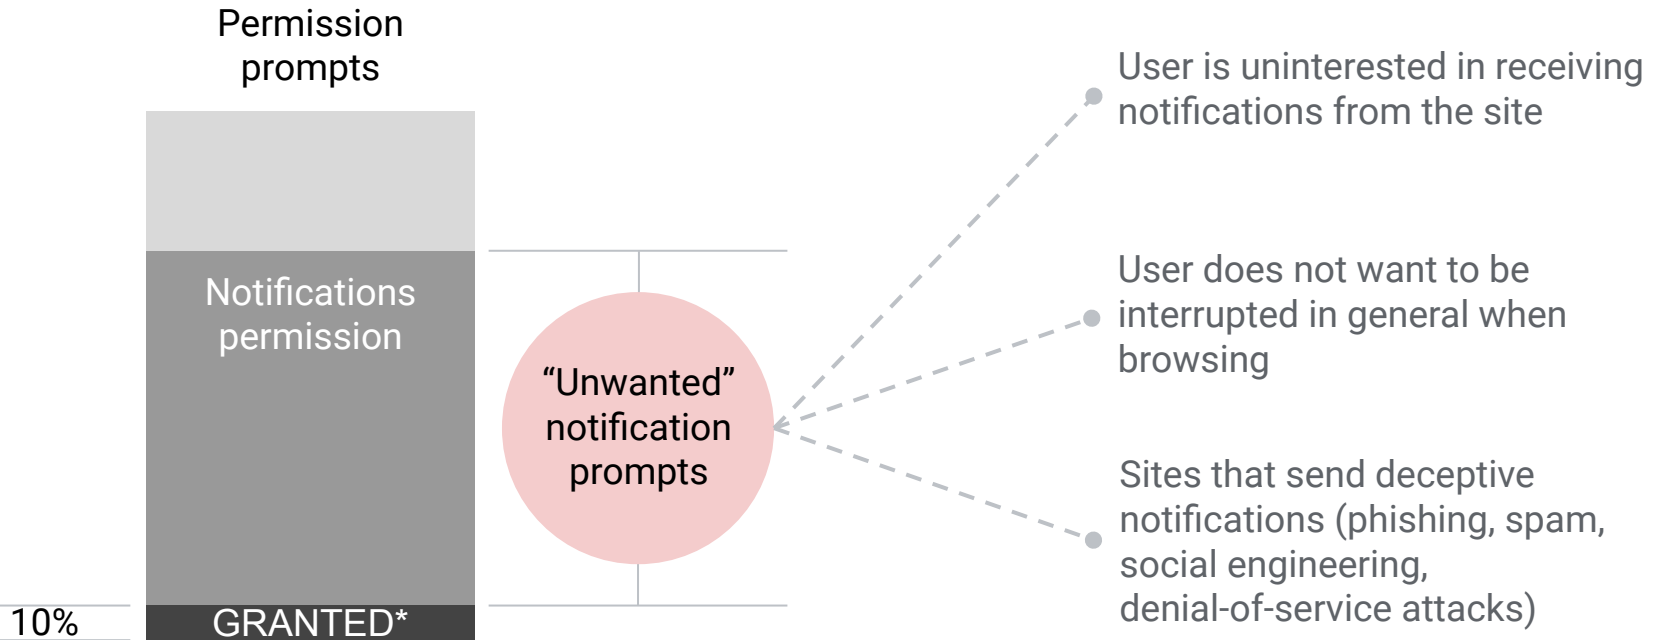 Permission
prompts
Notifications
permission
10%
GRANTED*
“Unwanted”
notification
prompts
User is uninterested in receiving
notifications from the site
User does not want to be
interrupted in general when
browsing
Sites that send deceptive
notifications (phishing, spam,
social engineering,
denial-of-service attacks)